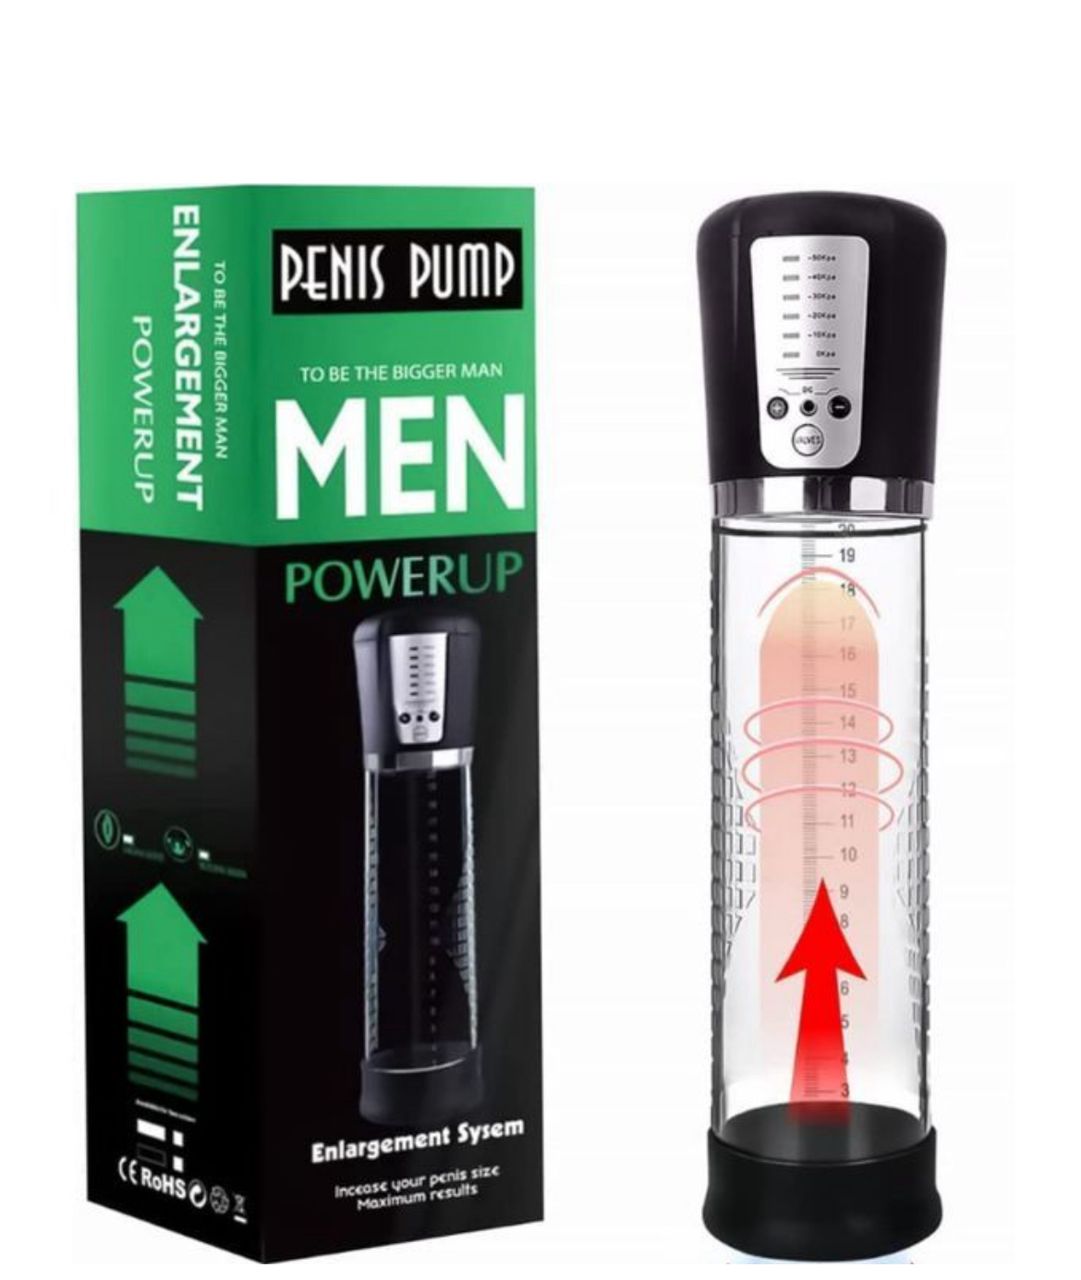 TO BE THE BIGGER MAN
ENLARGEMENT
POWERUP
CE RoHS
PENIS PUMP
TO BE THE BIGGER MAN
MEN
POWERUP
Enlargement Sysem
Incease your penis size
Maximum results
-50Kpa
-40Kpa
-30Kpa
-20Kpa
-10Kpa
0Kpa
DC
+
-
VALVES
20
19
18
17
16
15
14
13
12
11
10
9
8
6
5
4
3